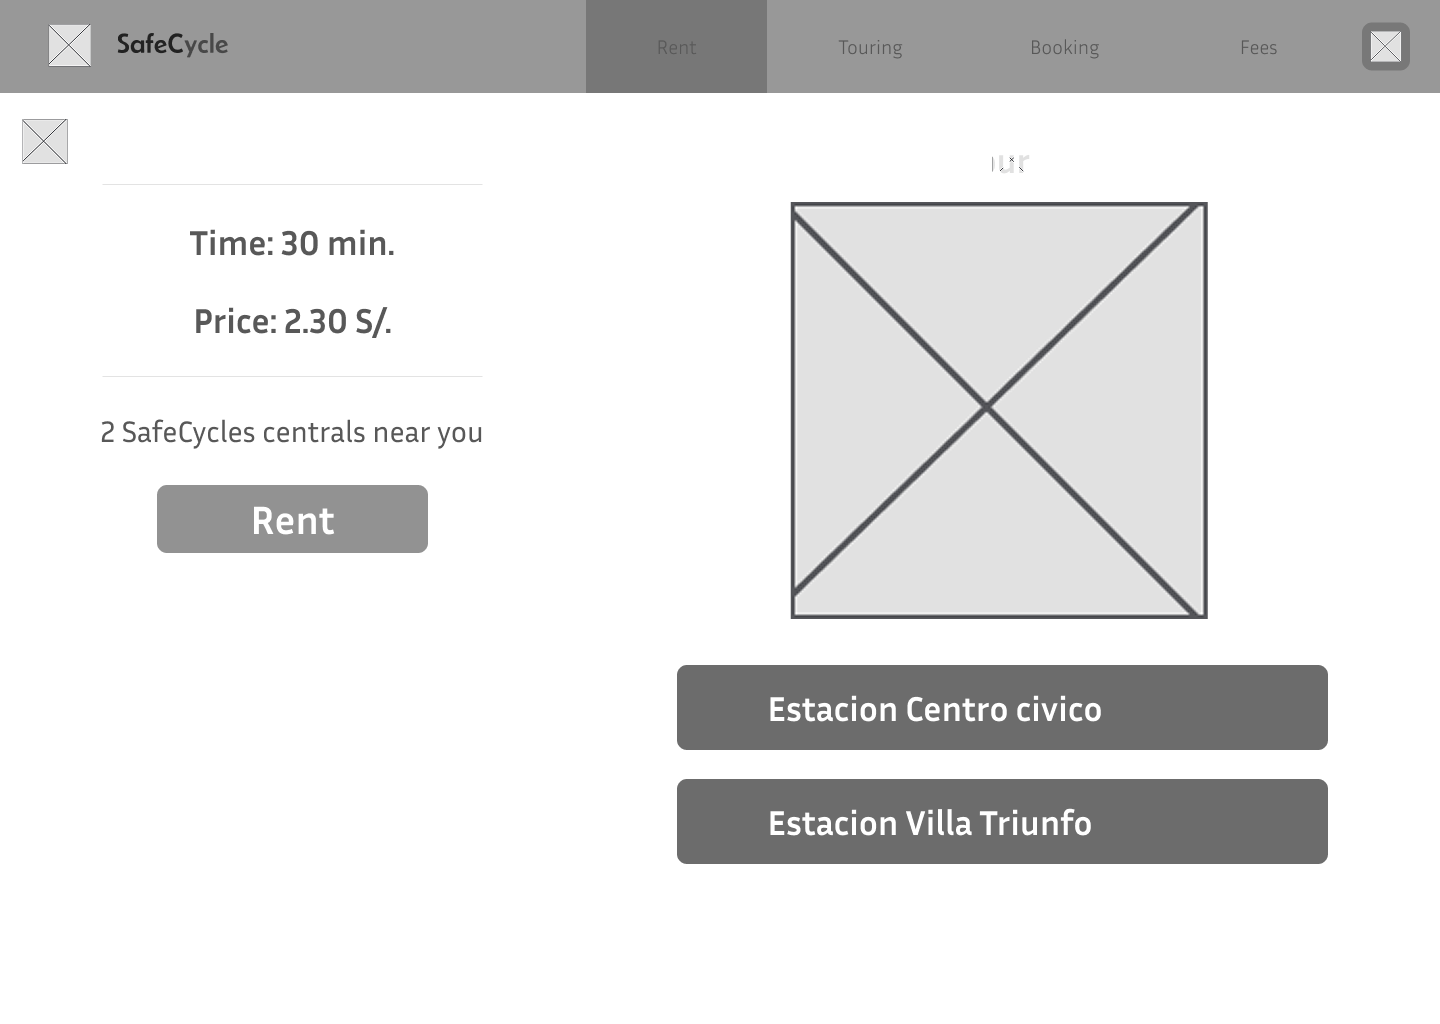 SafeCycle
Rent
Touring
Booking
Fees
Time: 30 min.
Price: 2.30 S/.
2 SafeCycles centrals near you
Rent
Estacion Centro civico
Estacion Villa Triunfo